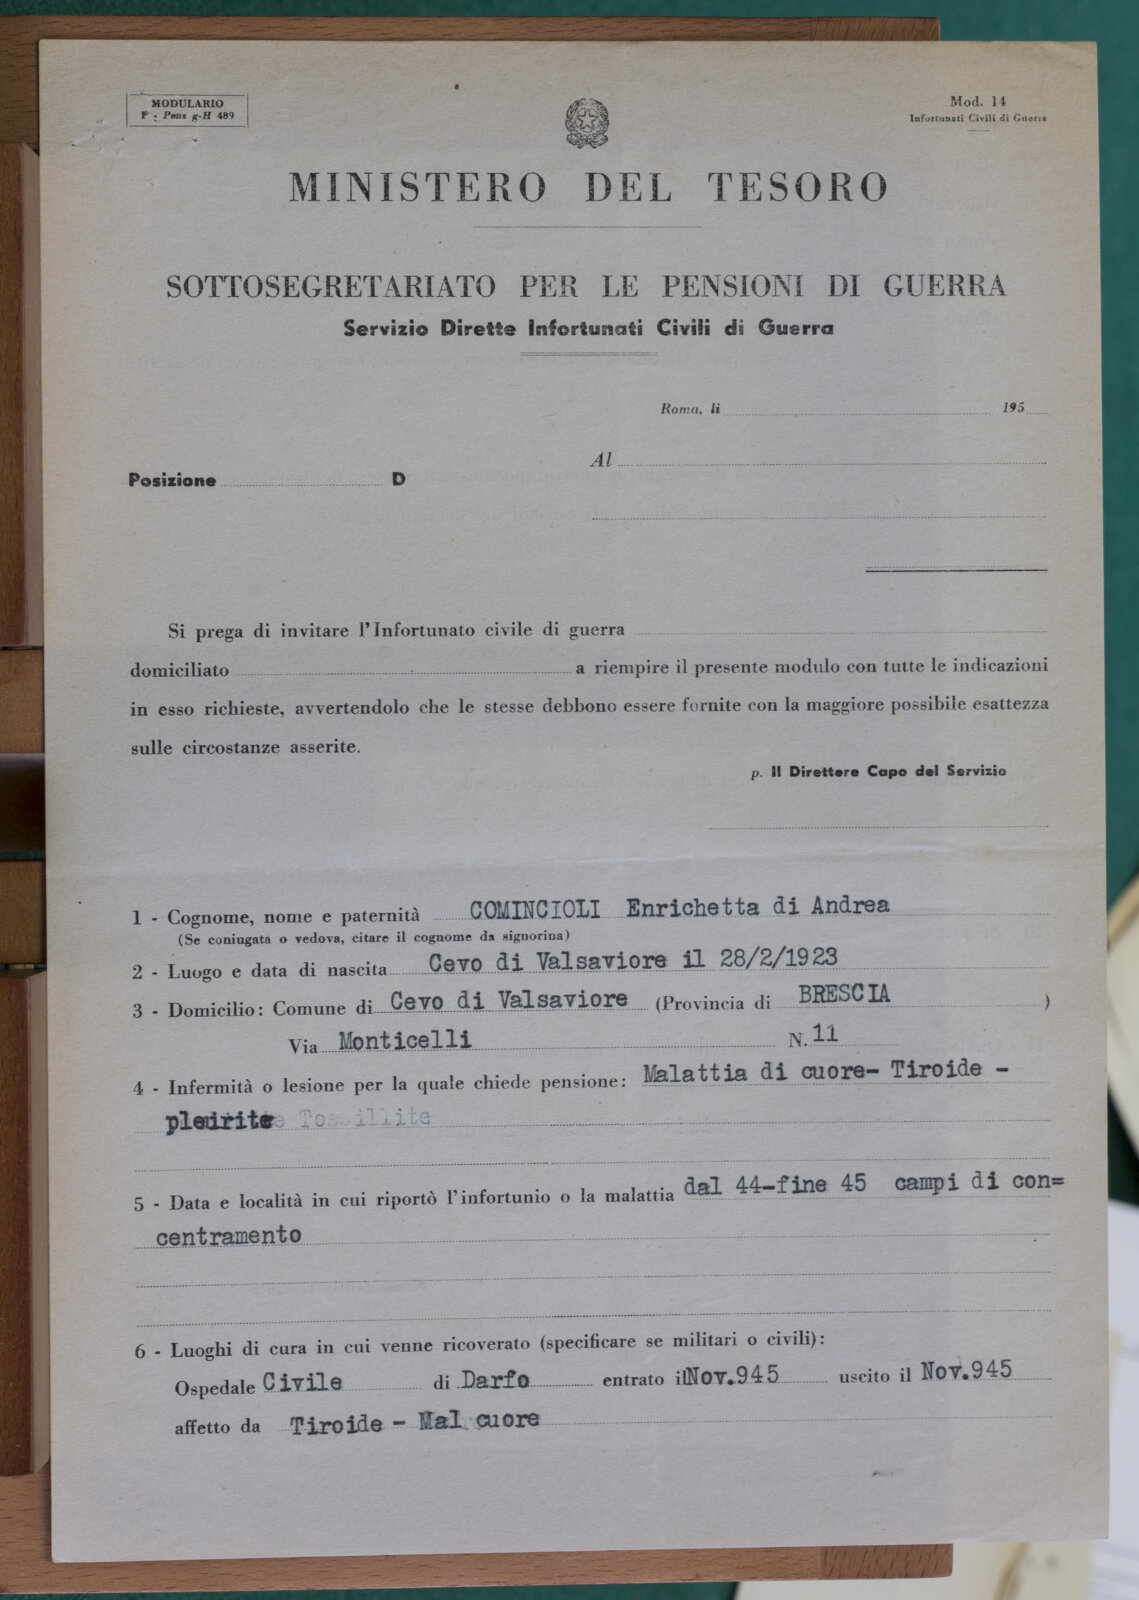 MODULARIO
F : Pens g-H 489
Mod. 14
Infortunati Civili di Guerra
MINISTERO DEL TESORO
SOTTOSEGRETARIATO PER LE PENSIONI DI GUERRA
Servizio Dirette Infortunati Civili di Guerra
Roma, li 195
Al
Posizione D
Si prega di invitare l'Infortunato civile di guerra
domiciliato a riempire il presente modulo con tutte le indicazioni
in esso richieste, avvertendolo che le stesse debbono essere fornite con la maggiore possibile esattezza
sulle circostanze asserite.
p. Il Direttore Capo del Servizio
1 - Cognome, nome e paternità COMINCIOLI Enrichetta di Andrea
(Se coniugata o vedova, citare il cognome da signorina)
2 - Luogo e data di nascita Cevo di Valsaviore il 28/2/1923
3 - Domicilio: Comune di Cevo di Valsaviore (Provincia di BRESCIA )
Via Monticelli N. 11
4 - Infermità o lesione per la quale chiede pensione: Malattia di cuore- Tiroide -
pleurite Tossillite
5 - Data e località in cui riportò l'infortunio o la malattia dal 44-fine 45 campi di con=
centramento
6 - Luoghi di cura in cui venne ricoverato (specificare se militari o civili):
Ospedale Civile di Darfo entrato il Nov.945 uscito il Nov.945
affetto da Tiroide - Mal cuore